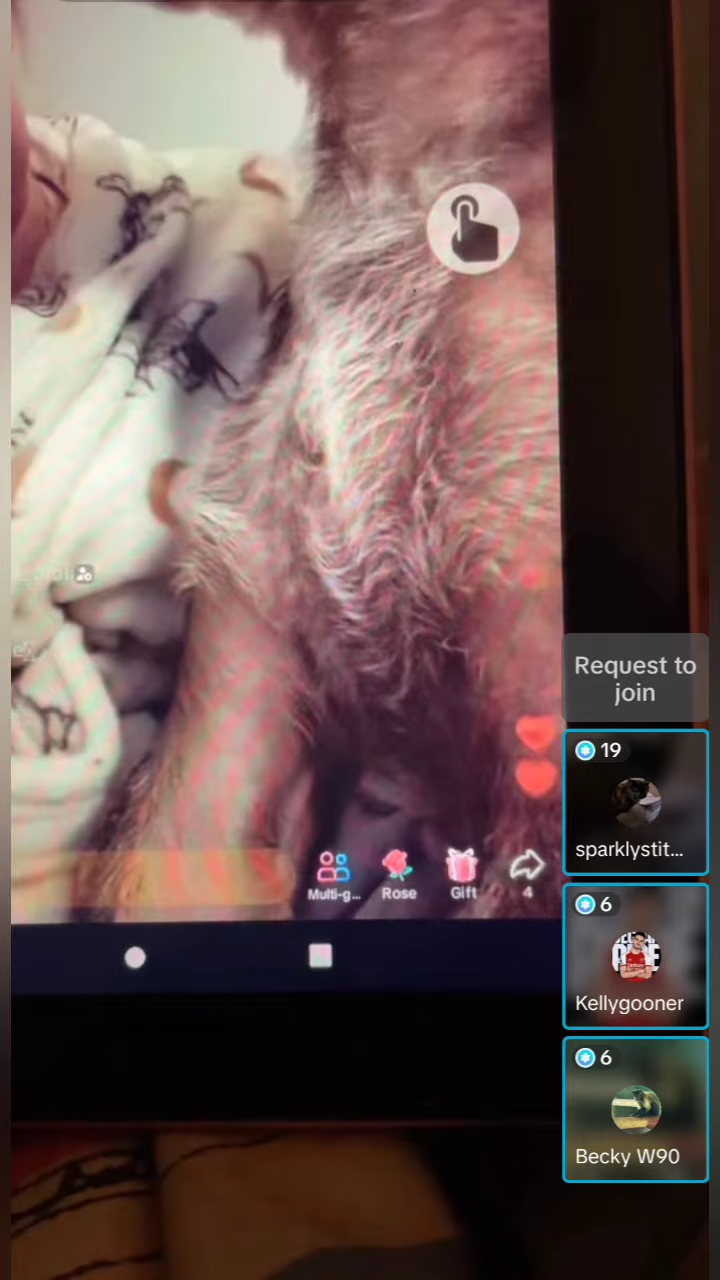 Request to
join
19
sparklystit...
6
Kellygooner
6
Becky W90
Multi-g...
Rose
Gift
4